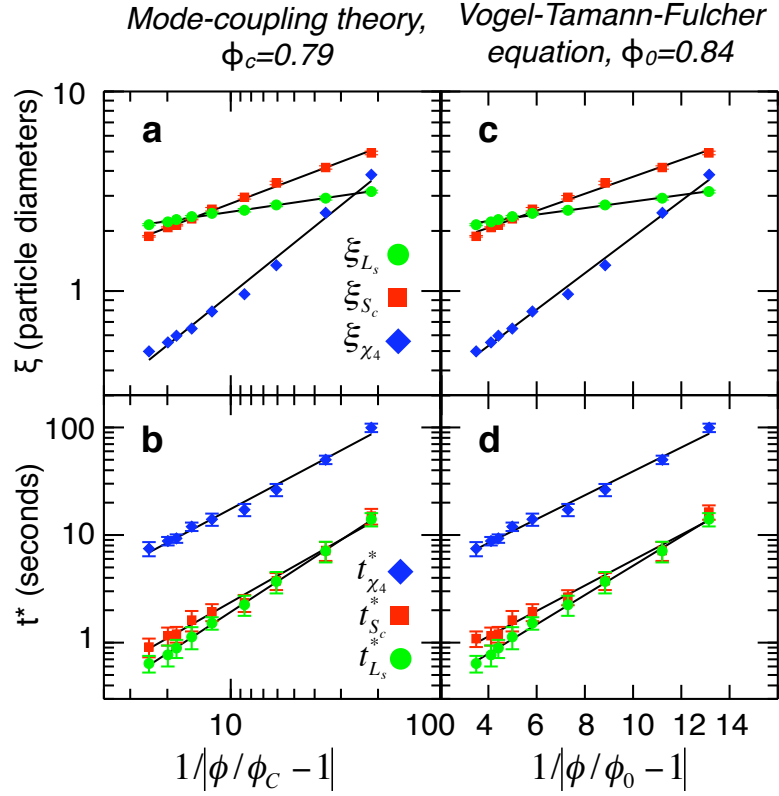 Mode-coupling theory,
ϕc=0.79
Vogel-Tamann-Fulcher
equation, ϕ0=0.84
ξ (particle diameters)
10
1
a
ξLs
ξSc
ξχ4
c
t* (seconds)
100
10
1
b
t*χ4
t*Sc
t*Ls
d
10
100
4
6
8
10
12
14
1/|ϕ/ϕC −1|
1/|ϕ/ϕ0 −1|